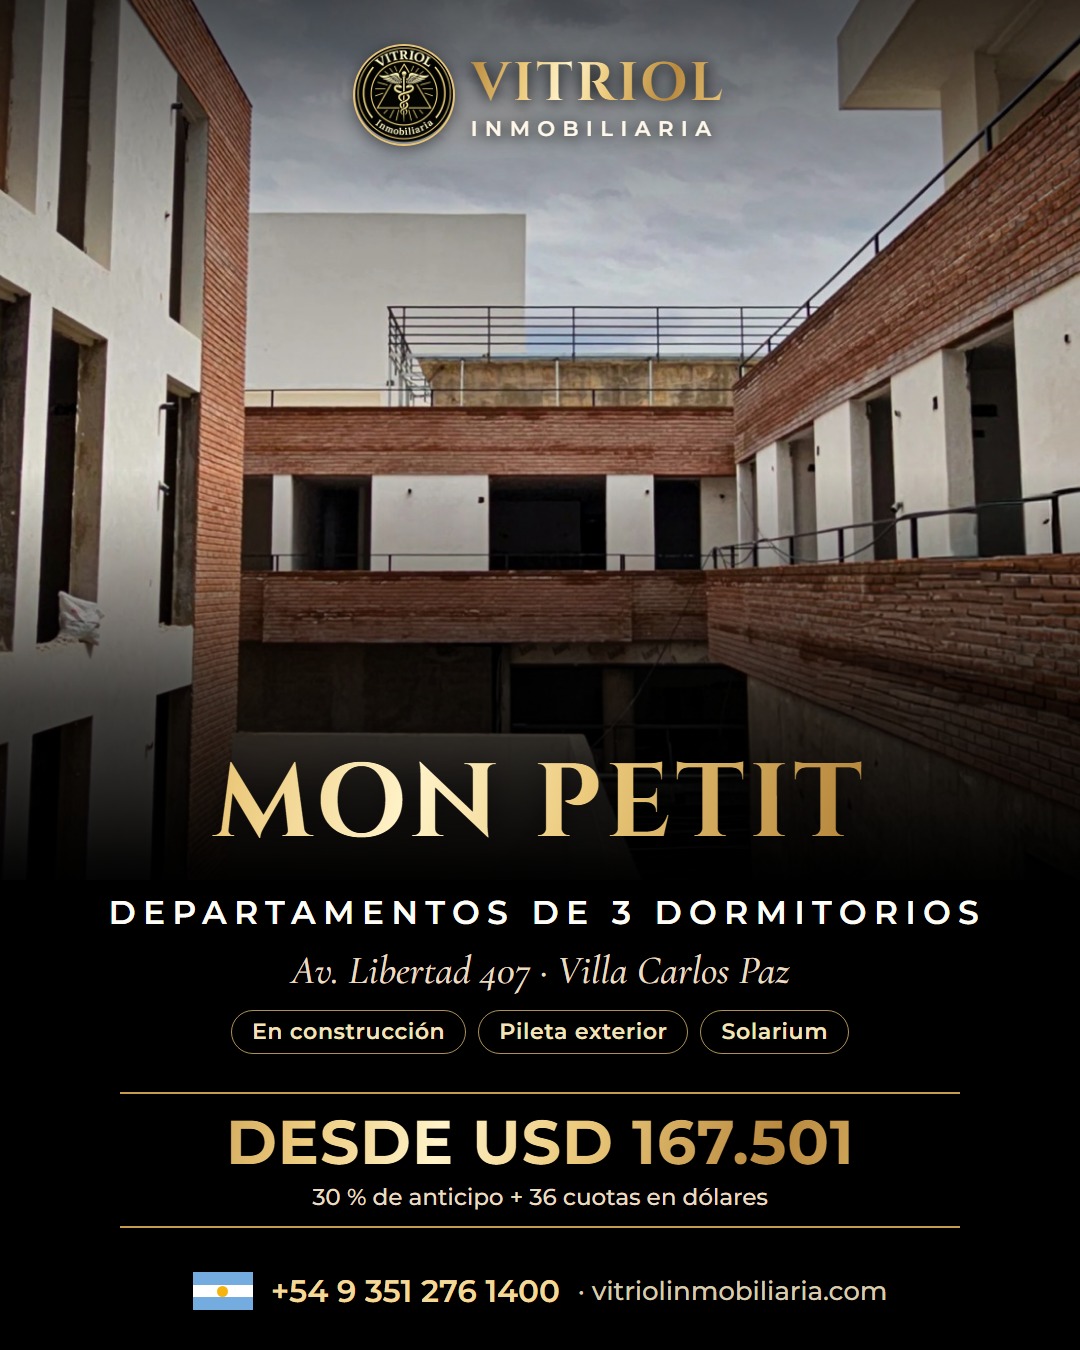 VITRIOL
Inmobiliaria
VITRIOL
INMOBILIARIA
MON PETIT
DEPARTAMENTOS DE 3 DORMITORIOS
Av. Libertad 407 · Villa Carlos Paz
En construcción
Pileta exterior
Solarium
DESDE USD 167.501
30 % de anticipo + 36 cuotas en dólares
+54 9 351 276 1400 · vitriolinmobiliaria.com